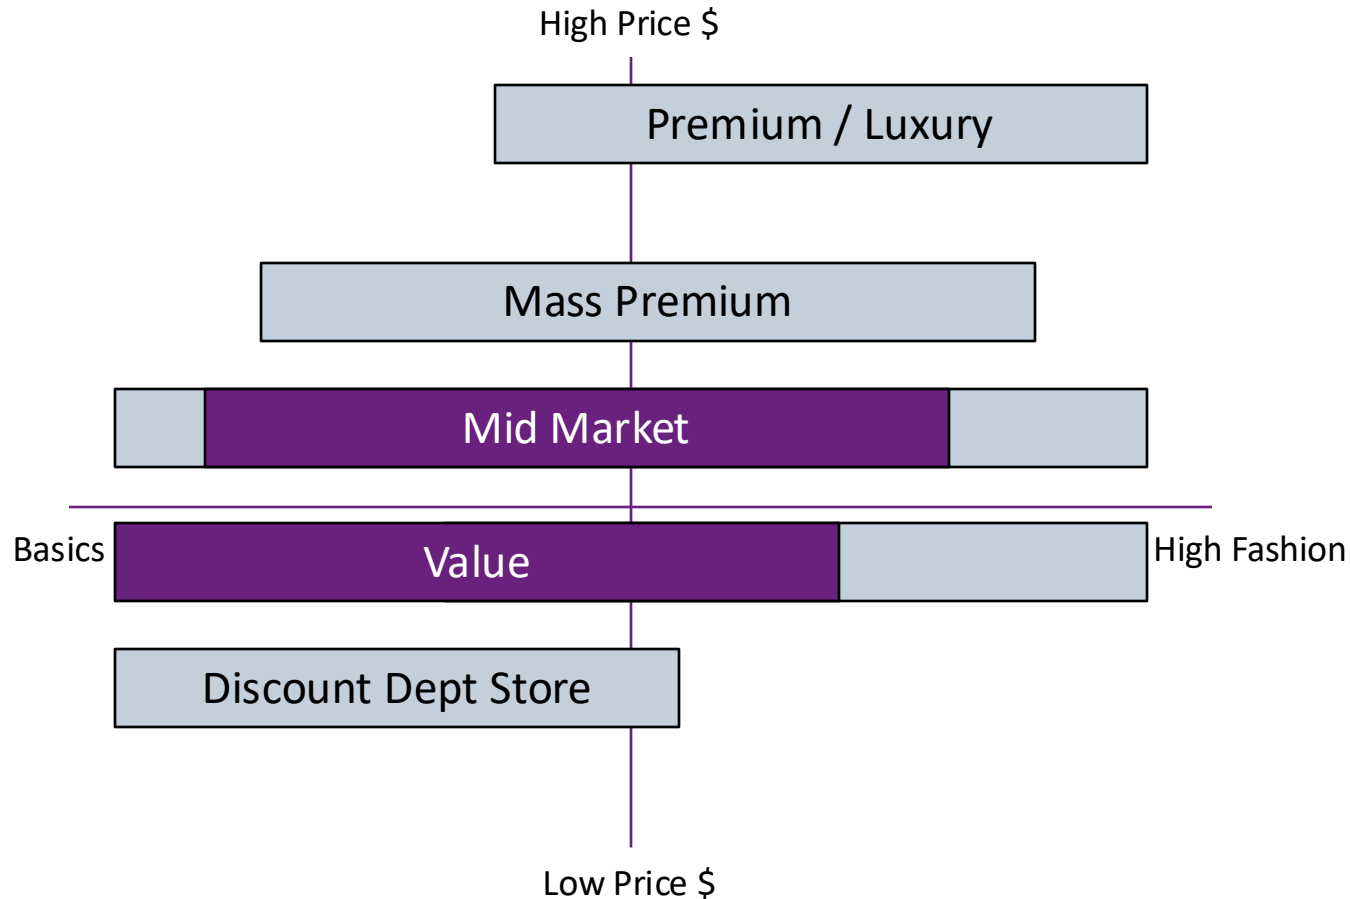 High Price $
Premium / Luxury
Mass Premium
Mid Market
Basics
Value
High Fashion
Discount Dept Store
Low Price $